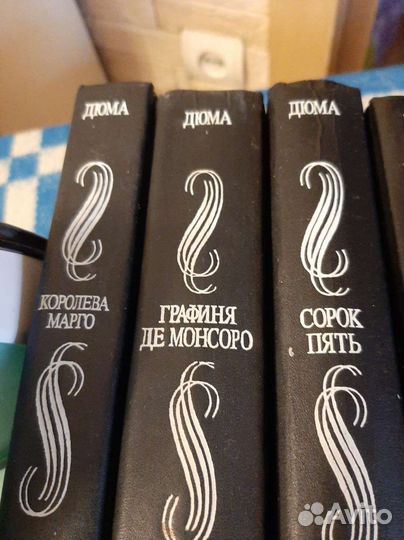 ДЮМА
КОРОЛЕВА
МАРГО
ДЮМА
ГРАФИНЯ
ДЕ МОНСОРО
ДЮМА
СОРОК
ПЯТЬ
Avito